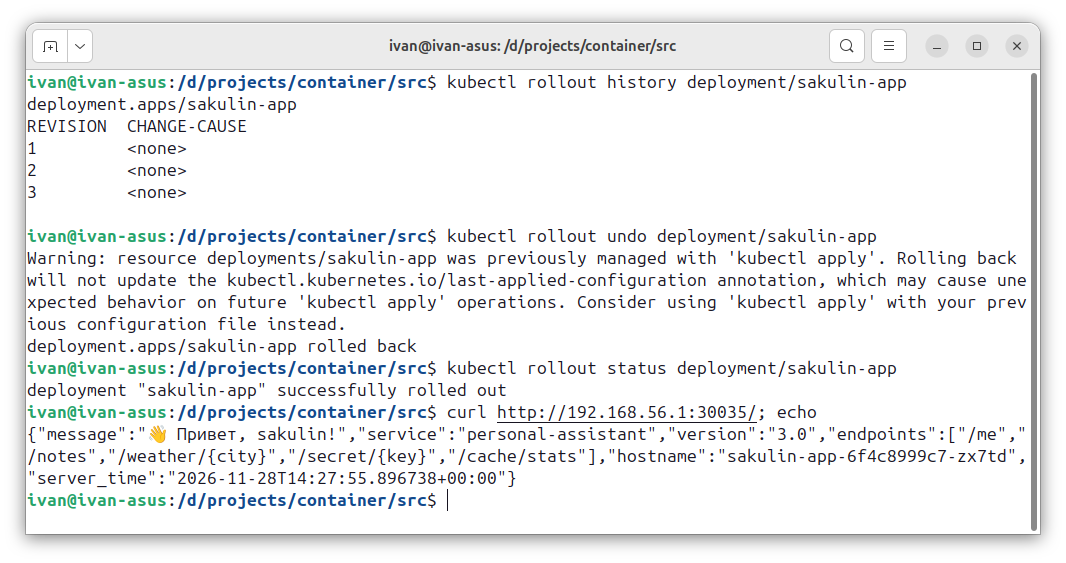 ivan@ivan-asus: /d/projects/container/src
ivan@ivan-asus:/d/projects/container/src$ kubectl rollout history deployment/sakulin-app
deployment.apps/sakulin-app
REVISION  CHANGE-CAUSE
1         <none>
2         <none>
3         <none>
ivan@ivan-asus:/d/projects/container/src$ kubectl rollout undo deployment/sakulin-app
Warning: resource deployments/sakulin-app was previously managed with 'kubectl apply'. Rolling back
will not update the kubectl.kubernetes.io/last-applied-configuration annotation, which may cause une
xpected behavior on future 'kubectl apply' operations. Consider using 'kubectl apply' with your prev
ious configuration file instead.
deployment.apps/sakulin-app rolled back
ivan@ivan-asus:/d/projects/container/src$ kubectl rollout status deployment/sakulin-app
deployment "sakulin-app" successfully rolled out
ivan@ivan-asus:/d/projects/container/src$ curl http://192.168.56.1:30035/; echo
{"message":"👋 Привет, sakulin!","service":"personal-assistant","version":"3.0","endpoints":["/me","
/notes","/weather/{city}","/secret/{key}","/cache/stats"],"hostname":"sakulin-app-6f4c8999c7-zx7td",
"server_time":"2026-11-28T14:27:55.896738+00:00"}
ivan@ivan-asus:/d/projects/container/src$